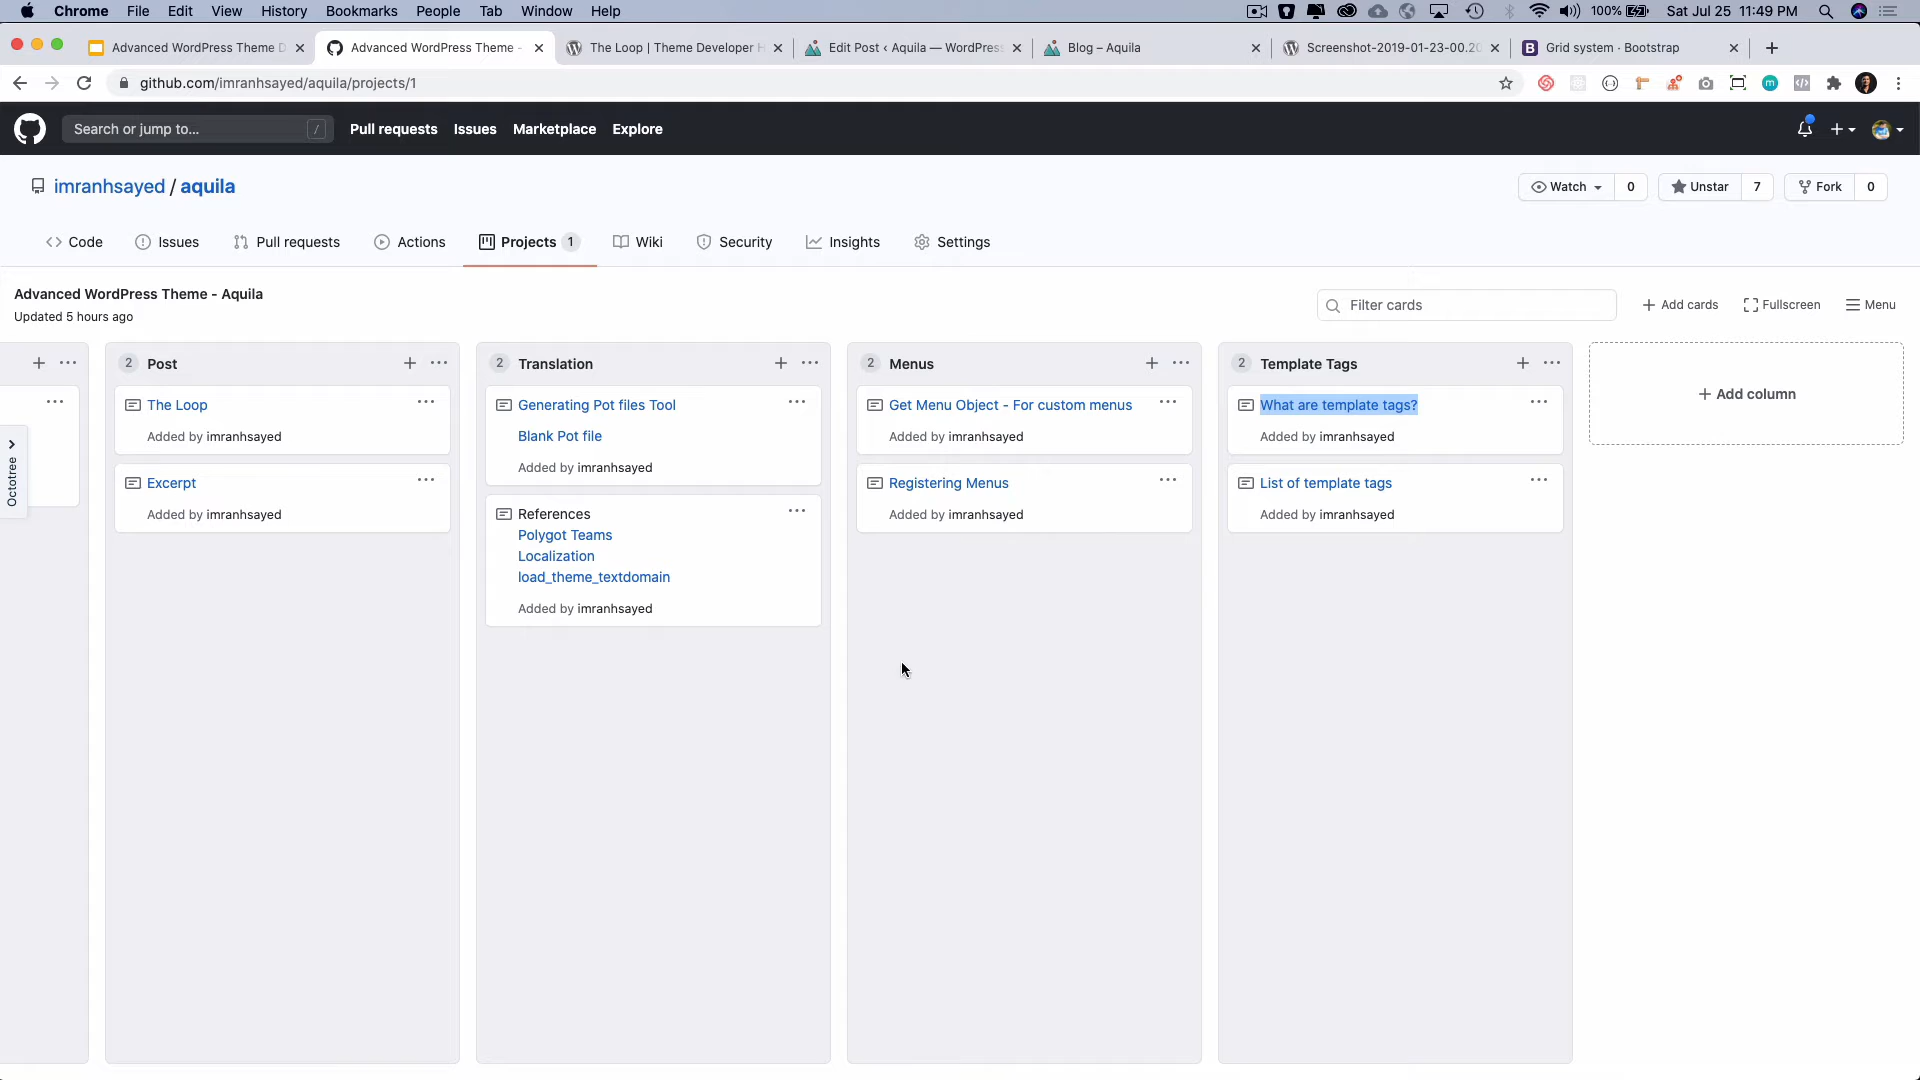 Chrome File Edit View History Bookmarks People Tab Window Help 100% Sat Jul 25 11:49 PM
Advanced WordPress Theme D
Advanced WordPress Theme -
The Loop | Theme Developer H
Edit Post ‹ Aquila — WordPress
Blog – Aquila
Screenshot-2019-01-23-00.20
Grid system · Bootstrap
github.com/imranhsayed/aquila/projects/1
Search or jump to... /
Pull requests Issues Marketplace Explore
imranhsayed / aquila
Watch 0 Unstar 7 Fork 0
Code Issues Pull requests Actions Projects 1 Wiki Security Insights Settings
Advanced WordPress Theme - Aquila
Updated 5 hours ago
Filter cards
Add cards Fullscreen Menu
Octotree
2 Post
The Loop
Added by imranhsayed
Excerpt
Added by imranhsayed
2 Translation
Generating Pot files Tool
Blank Pot file
Added by imranhsayed
References
Polygot Teams
Localization
load_theme_textdomain
Added by imranhsayed
2 Menus
Get Menu Object - For custom menus
Added by imranhsayed
Registering Menus
Added by imranhsayed
2 Template Tags
What are template tags?
Added by imranhsayed
List of template tags
Added by imranhsayed
+ Add column